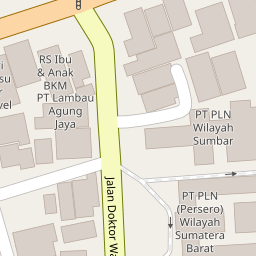 RS Ibu
& Anak
BKM
PT Lambau
Agung
Jaya
PT PLN
Wilayah
Sumbar
PT PLN
(Persero)
Wilayah
Sumatera
Barat
Jalan Doktor Wa